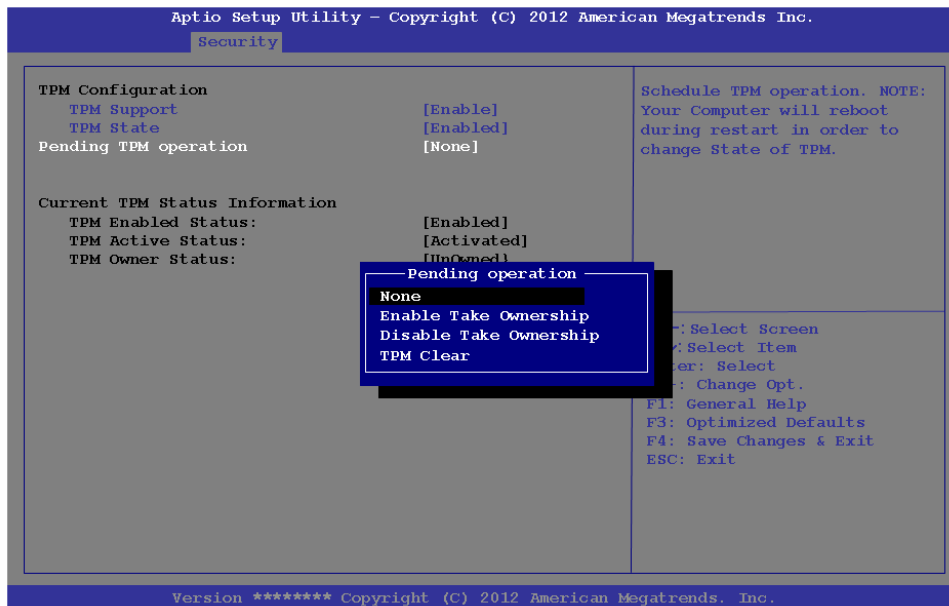 Aptio Setup Utility – Copyright (C) 2012 American Megatrends Inc.
Security
TPM Configuration
TPM Support [Enable]
TPM State [Enabled]
Pending TPM operation [None]
Current TPM Status Information
TPM Enabled Status: [Enabled]
TPM Active Status: [Activated]
TPM Owner Status: [UnOwned}
Pending operation
None
Enable Take Ownership
Disable Take Ownership
TPM Clear
Schedule TPM operation. NOTE:
Your Computer will reboot
during restart in order to
change State of TPM.
:Select Screen
:Select Item
: Select
: Change Opt.
F1: General Help
F3: Optimized Defaults
F4: Save Changes & Exit
ESC: Exit
Version ******** Copyright (C) 2012 American Megatrends. Inc.